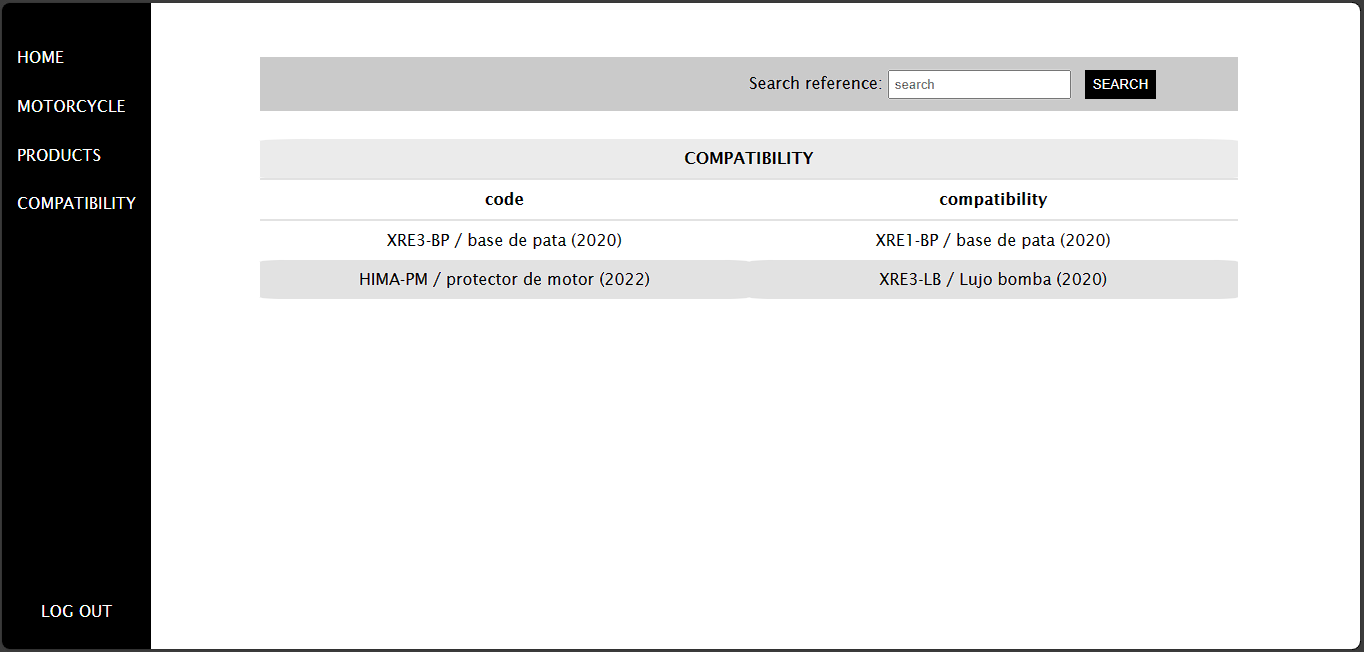 HOME
MOTORCYCLE
PRODUCTS
COMPATIBILITY
LOG OUT
Search reference: search SEARCH
COMPATIBILITY
code compatibility
XRE3-BP / base de pata (2020) XRE1-BP / base de pata (2020)
HIMA-PM / protector de motor (2022) XRE3-LB / Lujo bomba (2020)